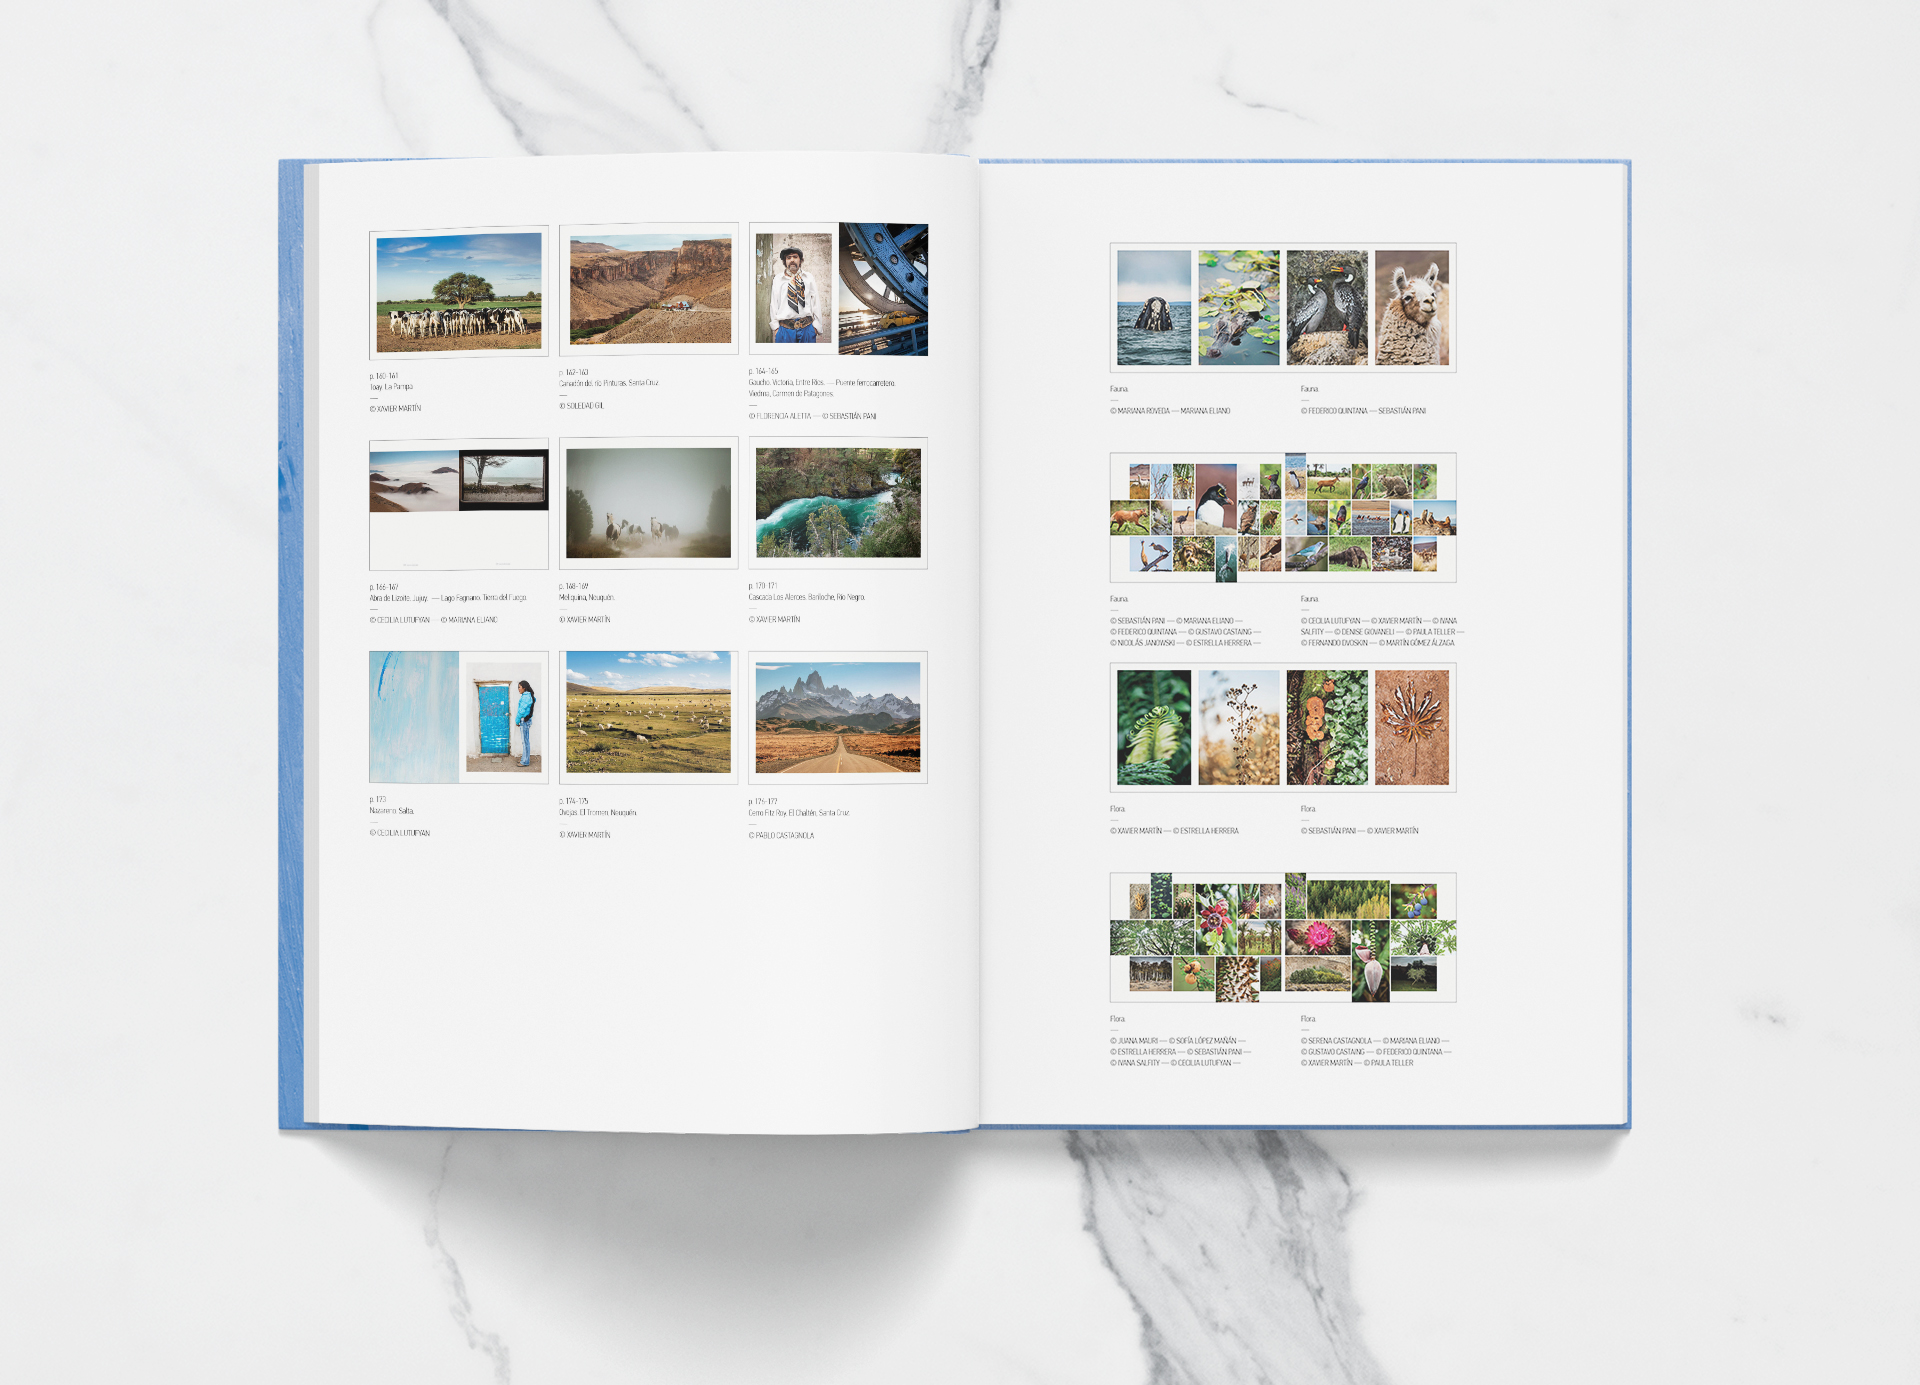 p. 160-161
Toay. La Pampa
—
© XAVIER MARTÍN
p. 162-163
Canadón del río Pinturas, Santa Cruz
—
© SOLEDAD GIL
p. 164-165
Gaucho. Victoria, Entre Ríos. — Puente ferrocarretero.
Viedma, Carmen de Patagones.
—
© FLORENCIA ALETTA — © SEBASTIÁN PANI
p. 166-167
Abra de Lizoite. Jujuy. — Lago Fagnano. Tierra del Fuego.
—
© CECILIA LUTUFYAN — © MARIANA ELIANO
p. 168-169
Meliquina, Neuquén.
—
© XAVIER MARTÍN
p. 170-171
Cascada Los Alerces. Bariloche, Río Negro.
—
© XAVIER MARTÍN
p. 173
Nazareno. Salta.
—
© CECILIA LUTUFYAN
p. 174-175
Ovejas. El Tromen. Neuquén.
—
© XAVIER MARTÍN
p. 176-177
Cerro Fitz Roy. El Chaltén, Santa Cruz
—
© PABLO CASTAGNOLA
Fauna.
—
© MARIANA ROVEDA — MARIANA ELIANO
Fauna.
—
© FEDERICO QUINTANA — SEBASTIÁN PANI
Fauna.
—
© SEBASTIÁN PANI — © MARIANA ELIANO —
© FEDERICO QUINTANA — © GUSTAVO CASTAING —
© NICOLÁS JANOWSKI — © ESTRELLA HERRERA —
Fauna.
—
© CECILIA LUTUFYAN — © XAVIER MARTÍN — © IVANA
SALFITY — © DENISE GIOVANELI — © PAULA TELLER —
© FERNANDO DVOSKIN — © MARTÍN GÓMEZ ÁLZAGA
Flora.
—
© XAVIER MARTÍN — © ESTRELLA HERRERA
Flora.
—
© SEBASTIÁN PANI — © XAVIER MARTÍN
Flora.
—
© JUANA MAURI — © SOFÍA LÓPEZ MAÑÁN —
© ESTRELLA HERRERA — © SEBASTIÁN PANI —
© IVANA SALFITY — © CECILIA LUTUFYAN —
Flora.
—
© SERENA CASTAGNOLA — © MARIANA ELIANO —
© GUSTAVO CASTAING — © FEDERICO QUINTANA —
© XAVIER MARTÍN — © PAULA TELLER